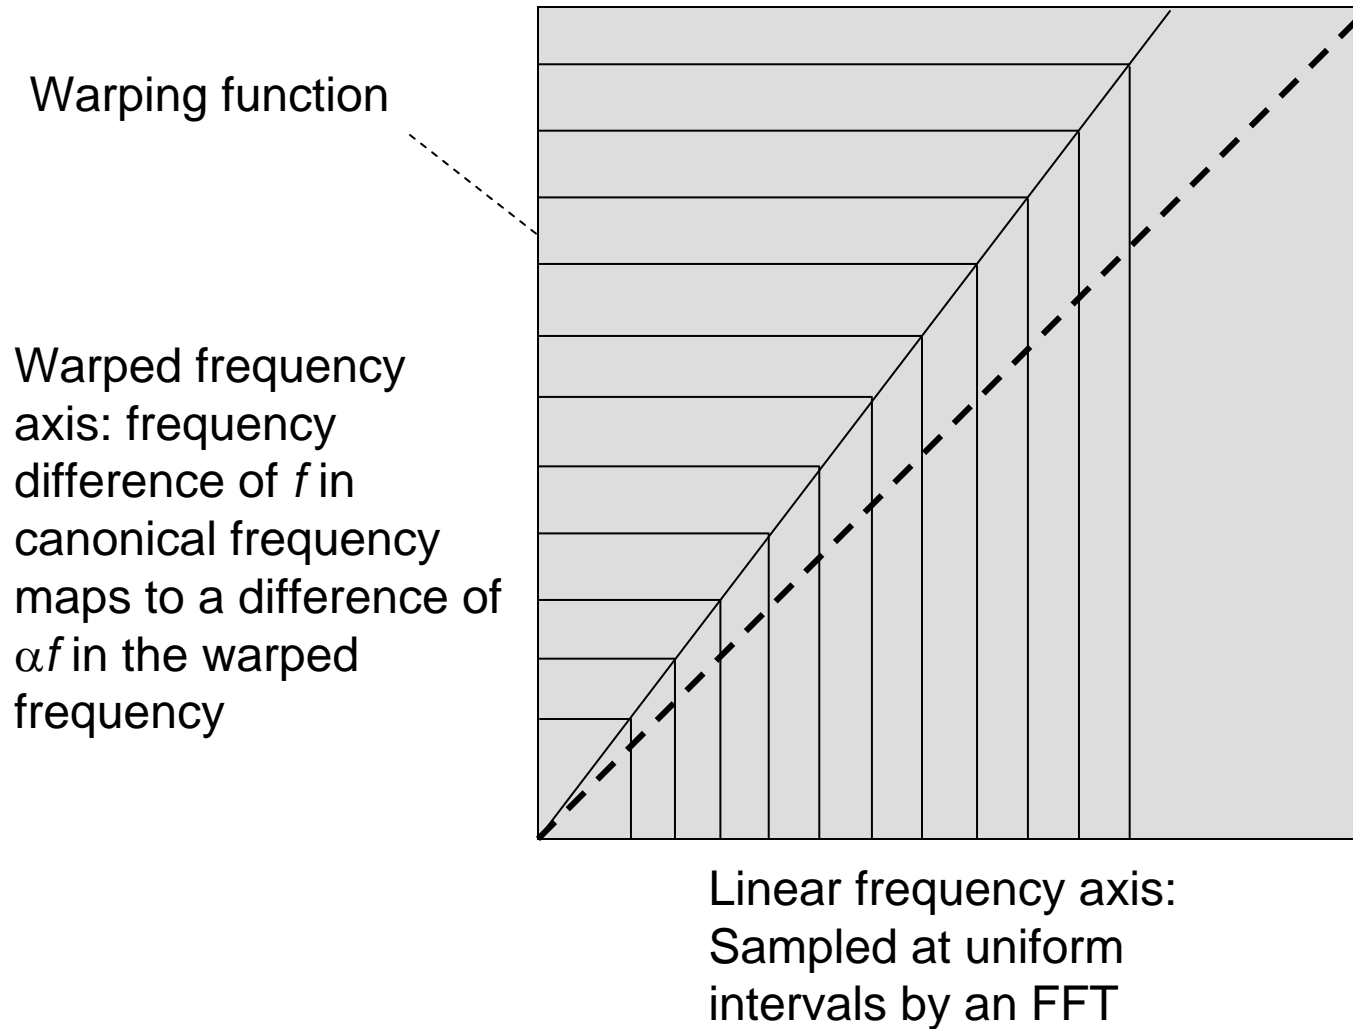 Warping function
Warped frequency
axis: frequency
difference of f in
canonical frequency
maps to a difference of
αf in the warped
frequency
Linear frequency axis:
Sampled at uniform
intervals by an FFT